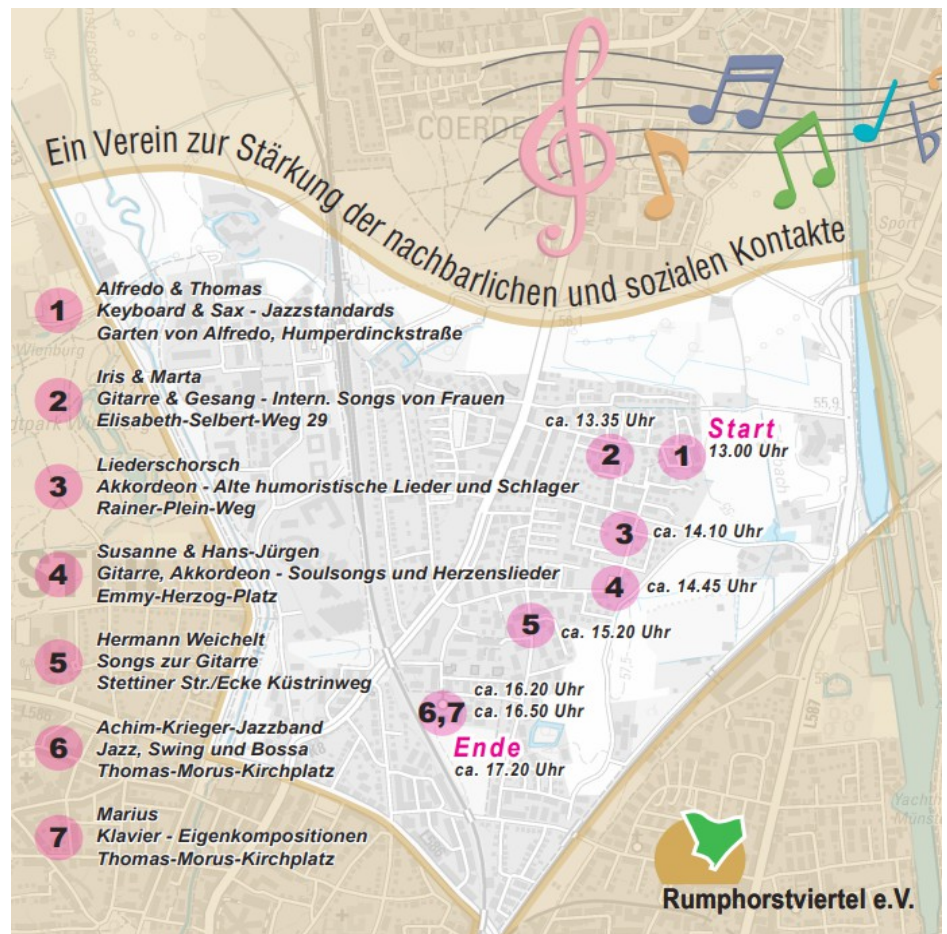 COERDE
Ein Verein zur Stärkung der nachbarlichen und sozialen Kontakte
Sport
1
Alfredo & Thomas
Keyboard & Sax - Jazzstandards
Garten von Alfredo, Humperdinckstraße
2
Iris & Marta
Gitarre & Gesang - Intern. Songs von Frauen
Elisabeth-Selbert-Weg 29
3
Liederschorsch
Akkordeon - Alte humoristische Lieder und Schlager
Rainer-Plein-Weg
4
Susanne & Hans-Jürgen
Gitarre, Akkordeon - Soulsongs und Herzenslieder
Emmy-Herzog-Platz
5
Hermann Weichelt
Songs zur Gitarre
Stettiner Str./Ecke Küstrinweg
6
Achim-Krieger-Jazzband
Jazz, Swing und Bossa
Thomas-Morus-Kirchplatz
7
Marius
Klavier - Eigenkompositionen
Thomas-Morus-Kirchplatz
55,9
ca. 13.35 Uhr
Start
2
1
13.00 Uhr
3
ca. 14.10 Uhr
4
ca. 14.45 Uhr
5
ca. 15.20 Uhr
57,5
ca. 16.20 Uhr
6,7
ca. 16.50 Uhr
Ende
ca. 17.20 Uhr
L587
Rumphorstviertel e.V.